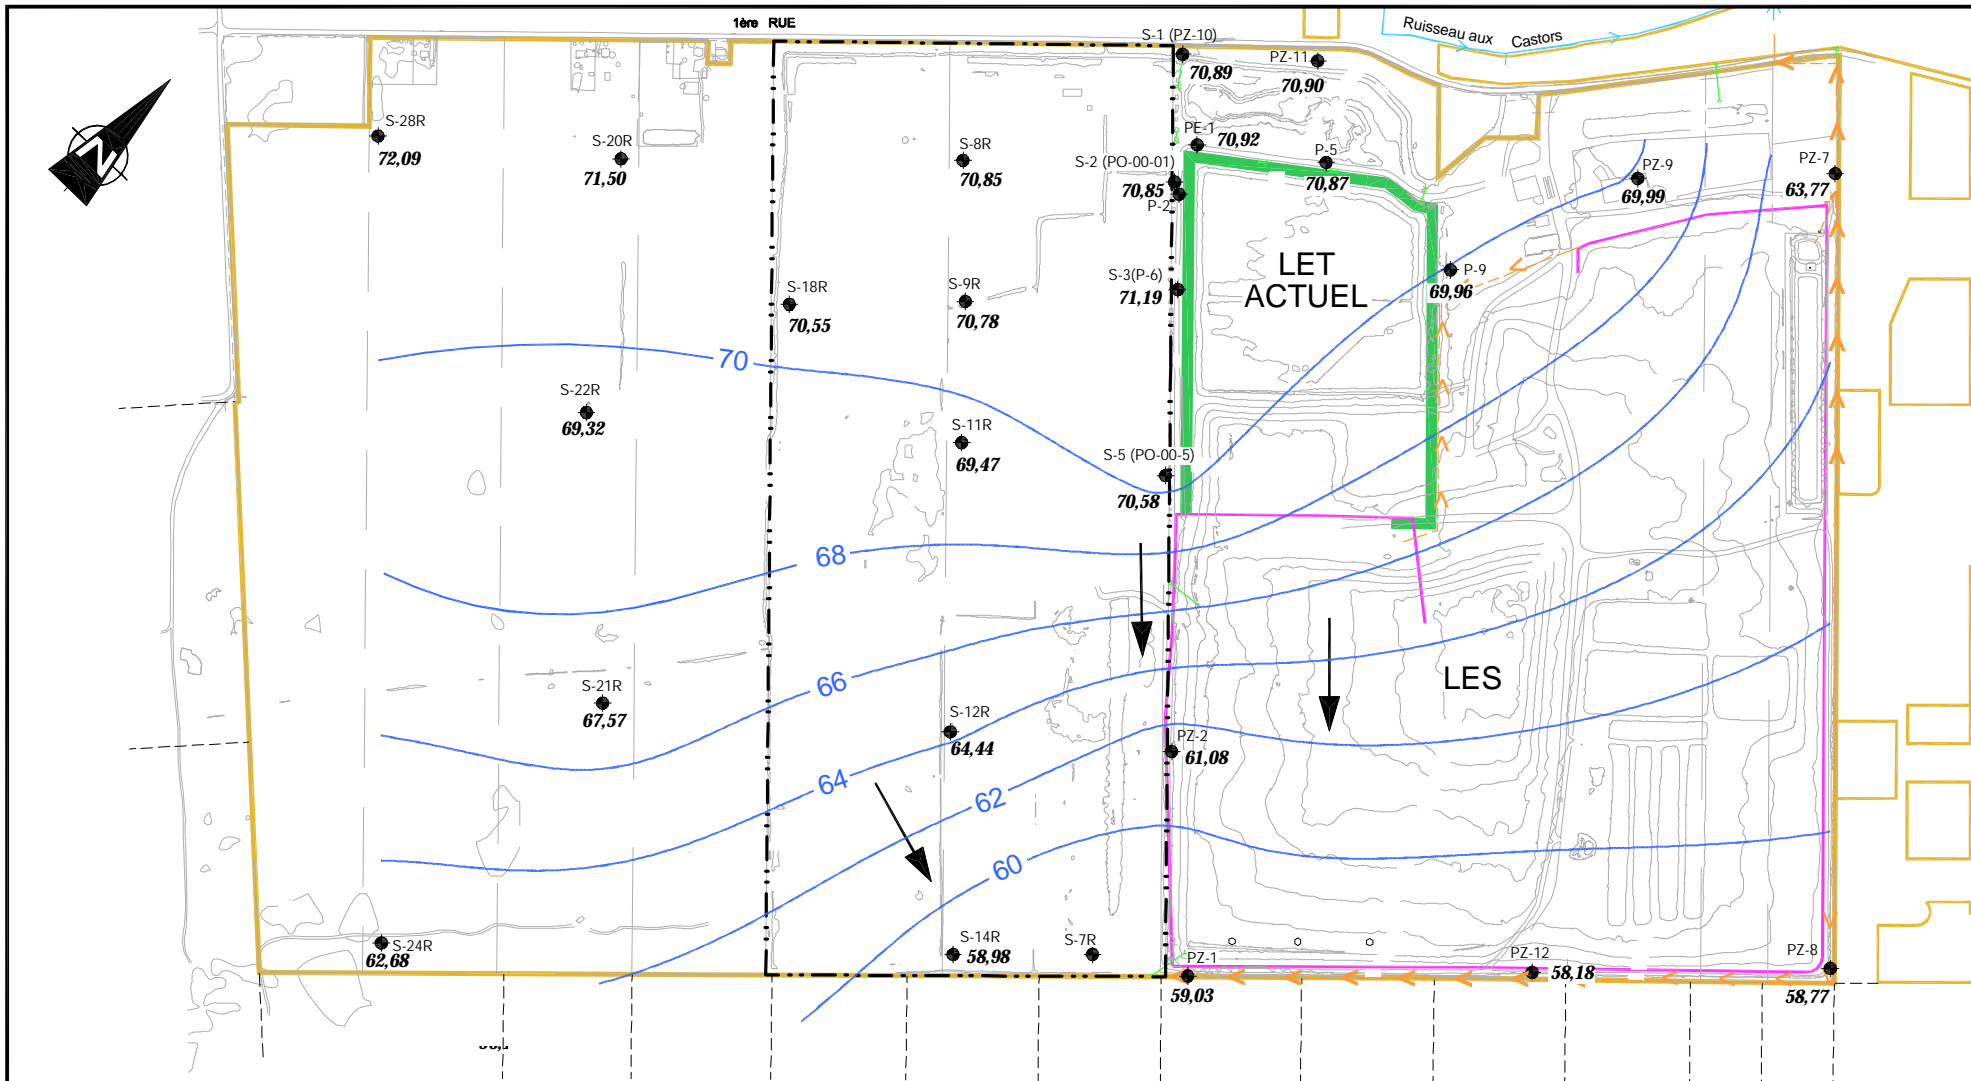 1ère RUE
Ruisseau aux Castors
S-1 (PZ-10)
70,89
PZ-11
70,90
N
S-28R
72,09
S-20R
71,50
S-8R
70,85
PE-1
70,92
S-2 (PO-00-01)
70,85
P-2
P-5
70,87
PZ-9
69,99
PZ-7
63,77
S-18R
70,55
S-9R
70,78
S-3(P-6)
71,19
LET
ACTUEL
P-9
69,96
70
S-22R
69,32
S-11R
69,47
S-5 (PO-00-5)
70,58
68
66
S-21R
67,57
S-12R
64,44
LES
PZ-2
61,08
64
62
60
S-24R
62,68
S-14R
58,98
S-7R
PZ-1
59,03
PZ-12
58,18
PZ-8
58,77